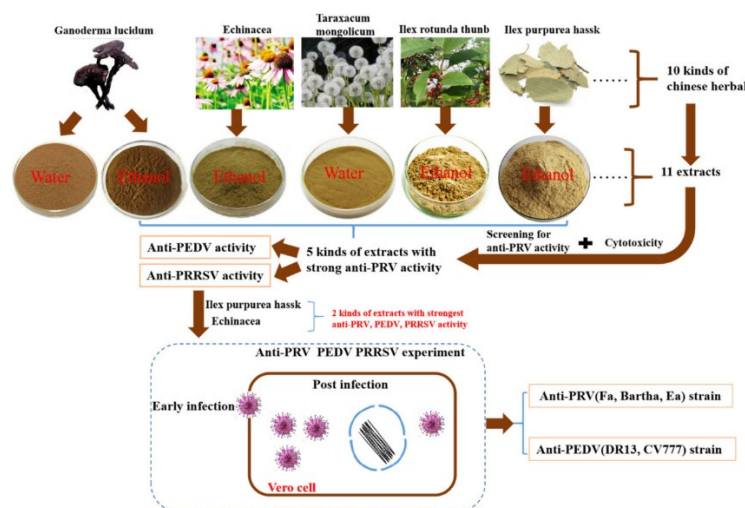 Ganoderma lucidum
Echinacea
Taraxacum
mongolicum
Ilex rotunda thunb
Ilex purpurea hassk
10 kinds of
chinese herbal
Water
Ethanol
Ethanol
Water
Ethanol
Ethanol
11 extracts
Anti-PEDV activity
Anti-PRRSV activity
5 kinds of extracts with
strong anti-PRV activity
Screening for
anti-PRV activity
Cytotoxicity
Ilex purpurea hassk
Echinacea
2 kinds of extracts with strongest
anti-PRV, PEDV, PRRSV activity
Anti-PRV PEDV PRRSV experiment
Post infection
Early infection
Vero cell
Anti-PRV(Fa, Bartha, Ea) strain
Anti-PEDV(DR13, CV777) strain